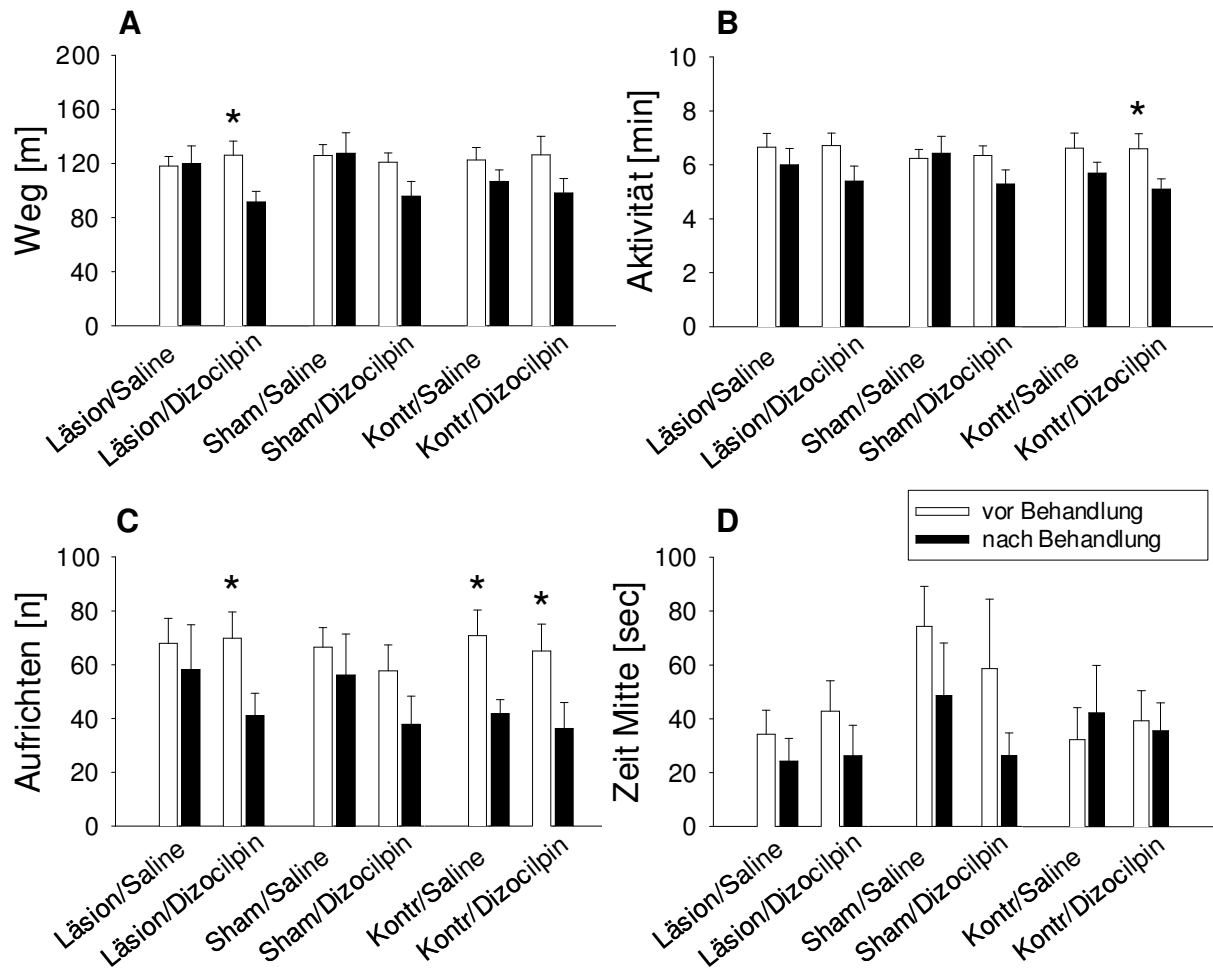 A
Weg [m]
200
160
120
80
40
0
*
Läsion/Saline
Läsion/Dizocilpin
Sham/Saline
Sham/Dizocilpin
Kontr/Saline
Kontr/Dizocilpin
B
Aktivität [min]
10
8
6
4
2
0
*
Läsion/Saline
Läsion/Dizocilpin
Sham/Saline
Sham/Dizocilpin
Kontr/Saline
Kontr/Dizocilpin
C
Aufrichten [n]
100
80
60
40
20
0
* * *
Läsion/Saline
Läsion/Dizocilpin
Sham/Saline
Sham/Dizocilpin
Kontr/Saline
Kontr/Dizocilpin
D
vor Behandlung
nach Behandlung
Zeit Mitte [sec]
100
80
60
40
20
0
Läsion/Saline
Läsion/Dizocilpin
Sham/Saline
Sham/Dizocilpin
Kontr/Saline
Kontr/Dizocilpin